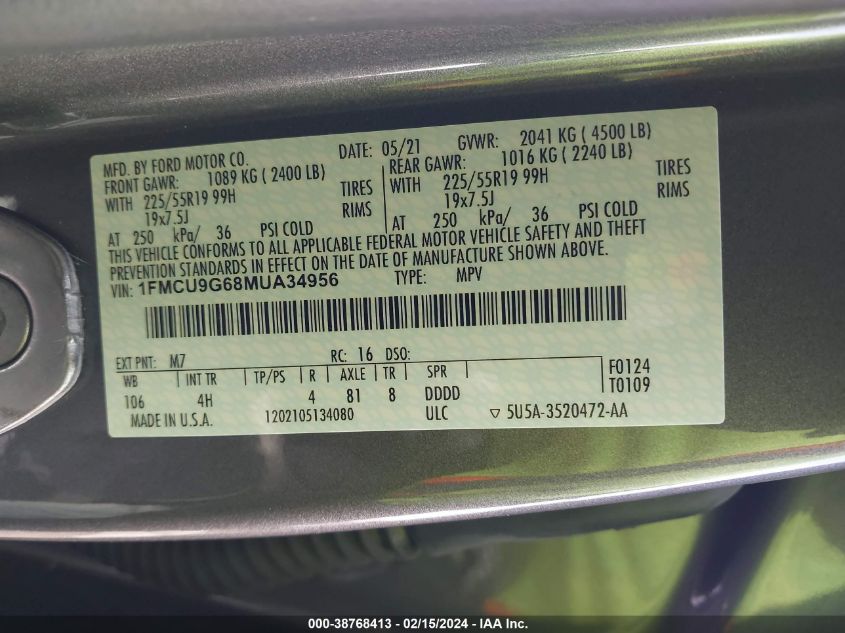 MFD. BY FORD MOTOR CO. DATE: 05/21 GVWR: 2041 KG ( 4500 LB)
FRONT GAWR: 1089 KG ( 2400 LB) REAR GAWR: 1016 KG ( 2240 LB)
WITH 225/55R19 99H TIRES WITH 225/55R19 99H TIRES
19x7.5J RIMS 19x7.5J RIMS
AT 250 kPa/ 36 PSI COLD AT 250 kPa/ 36 PSI COLD
THIS VEHICLE CONFORMS TO ALL APPLICABLE FEDERAL MOTOR VEHICLE SAFETY AND THEFT
PREVENTION STANDARDS IN EFFECT ON THE DATE OF MANUFACTURE SHOWN ABOVE.
VIN: 1FMCU9G68MUA34956 TYPE: MPV
EXT PNT: M7 RC: 16 DSO:
WB INT TR TP/PS R AXLE TR SPR F0124
106 4H 4 81 8 DDDD T0109
MADE IN U.S.A. 1202105134080 ULC ▽ 5U5A-3520472-AA
000-38768413 - 02/15/2024 - IAA Inc.